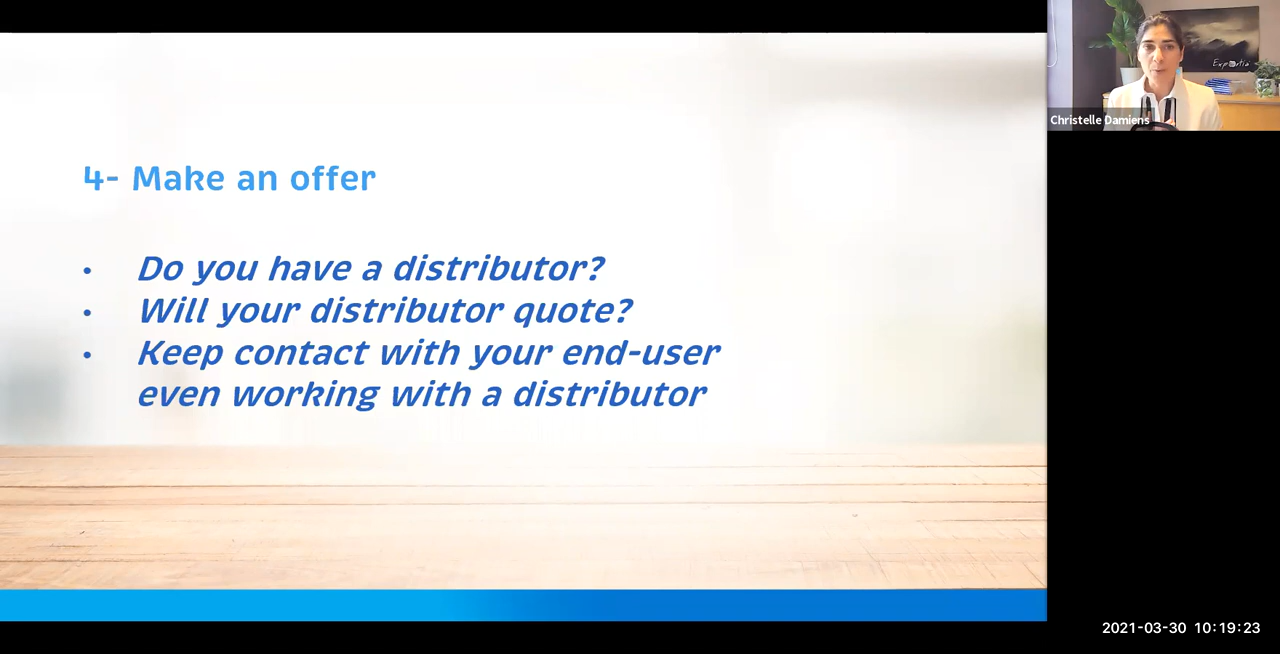 4- Make an offer
• Do you have a distributor?
• Will your distributor quote?
• Keep contact with your end-user
even working with a distributor
Exportia
Christelle Damiens
2021-03-30 10:19:23